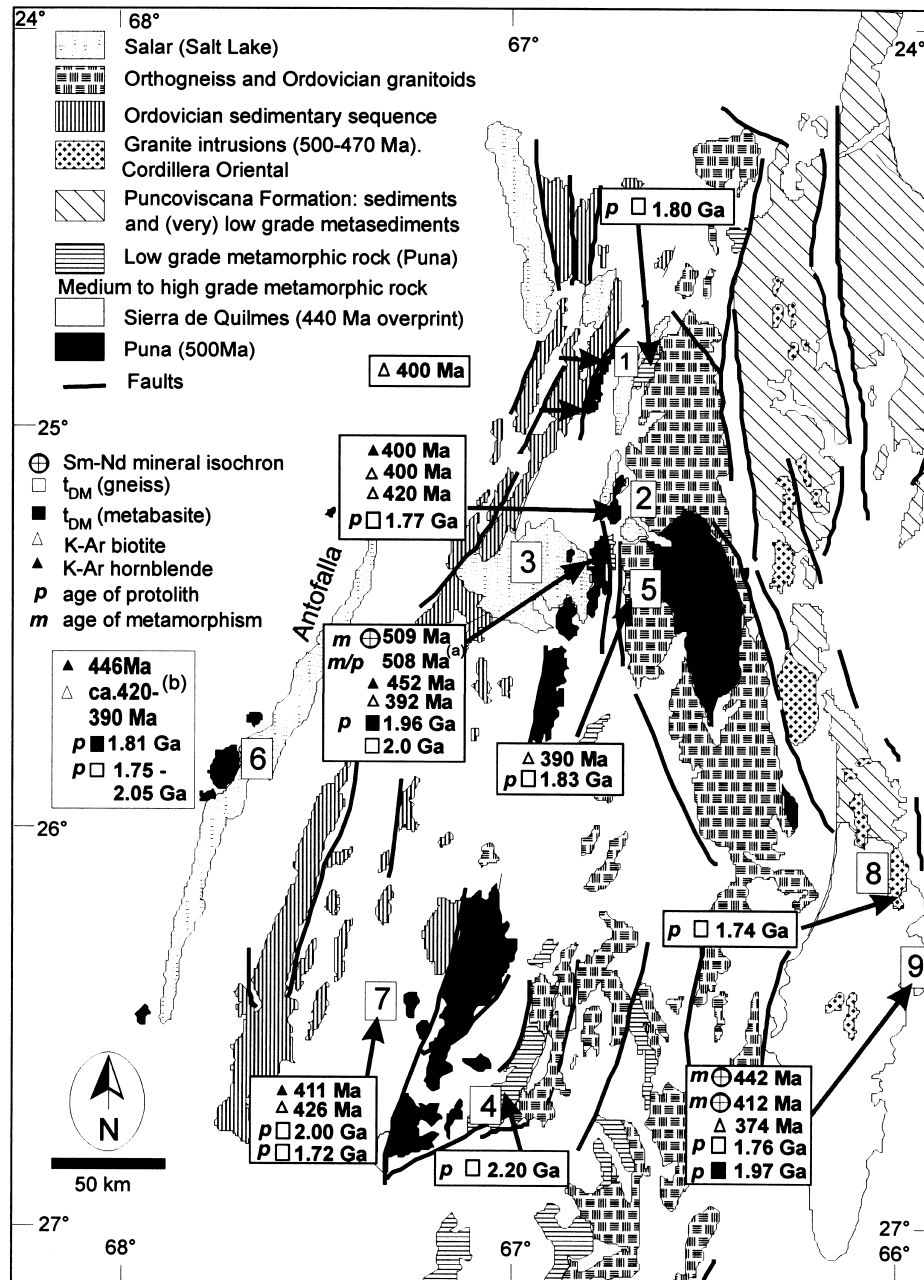 24°
68°
67°
24°
Salar (Salt Lake)
Orthogneiss and Ordovician granitoids
Ordovician sedimentary sequence
Granite intrusions (500-470 Ma).
Cordillera Oriental
Puncoviscana Formation: sediments
and (very) low grade metasediments
Low grade metamorphic rock (Puna)
Medium to high grade metamorphic rock
Sierra de Quilmes (440 Ma overprint)
Puna (500Ma)
Faults
p □ 1.80 Ga
△ 400 Ma
1
25°
⊕ Sm-Nd mineral isochron
□ tDM (gneiss)
■ tDM (metabasite)
△ K-Ar biotite
▲ K-Ar hornblende
p age of protolith
m age of metamorphism
▲ 400 Ma
△ 400 Ma
△ 420 Ma
p □ 1.77 Ga
2
3
5
Antofalla
m ⊕ 509 Ma
m/p 508 Ma(a)
▲ 452 Ma
△ 392 Ma
p ■ 1.96 Ga
□ 2.0 Ga
▲ 446Ma
△ ca.420-(b)
390 Ma
p ■ 1.81 Ga
p □ 1.75 -
2.05 Ga
6
△ 390 Ma
p □ 1.83 Ga
26°
8
p □ 1.74 Ga
9
7
N
50 km
▲ 411 Ma
△ 426 Ma
p □ 2.00 Ga
p □ 1.72 Ga
4
p □ 2.20 Ga
m ⊕ 442 Ma
m ⊕ 412 Ma
△ 374 Ma
p □ 1.76 Ga
p ■ 1.97 Ga
27°
68°
67°
27°
66°